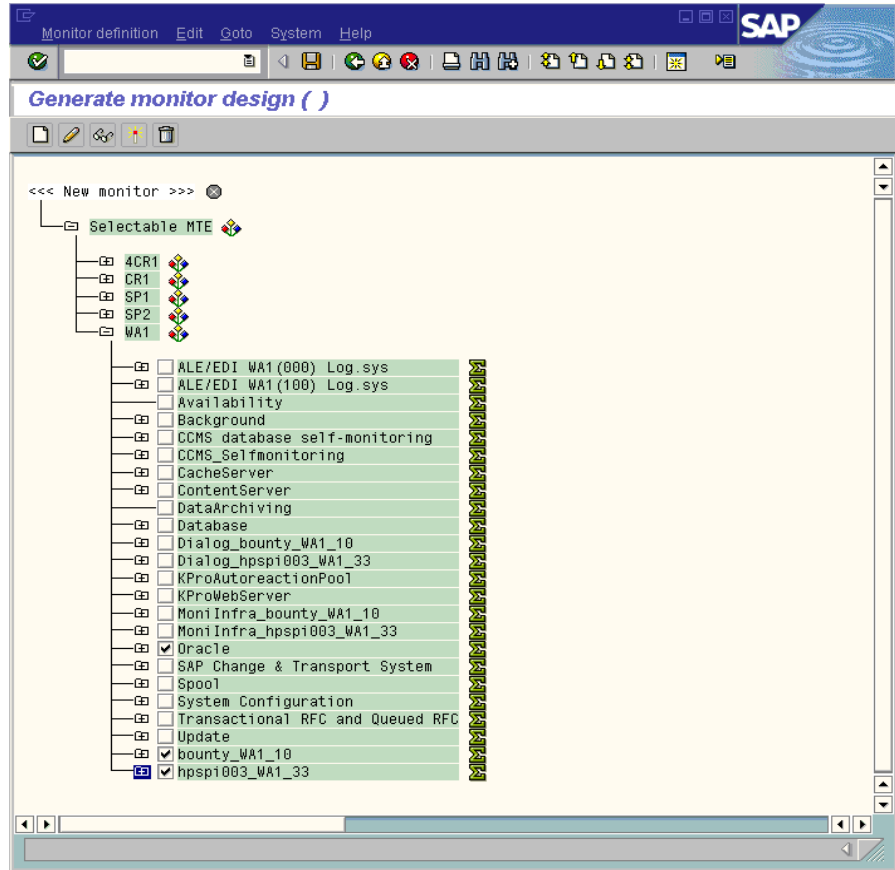 Monitor definition Edit Goto System Help
SAP
Generate monitor design ( )
<<< New monitor >>>
Selectable MTE
4CR1
CR1
SP1
SP2
WA1
ALE/EDI WA1(000) Log.sys
ALE/EDI WA1(100) Log.sys
Availability
Background
CCMS database self-monitoring
CCMS_Selfmonitoring
CacheServer
ContentServer
DataArchiving
Database
Dialog_bounty_WA1_10
Dialog_hpspi003_WA1_33
KProAutoreactionPool
KProWebServer
MoniInfra_bounty_WA1_10
MoniInfra_hpspi003_WA1_33
Oracle
SAP Change & Transport System
Spool
System Configuration
Transactional RFC and Queued RFC
Update
bounty_WA1_10
hpspi003_WA1_33